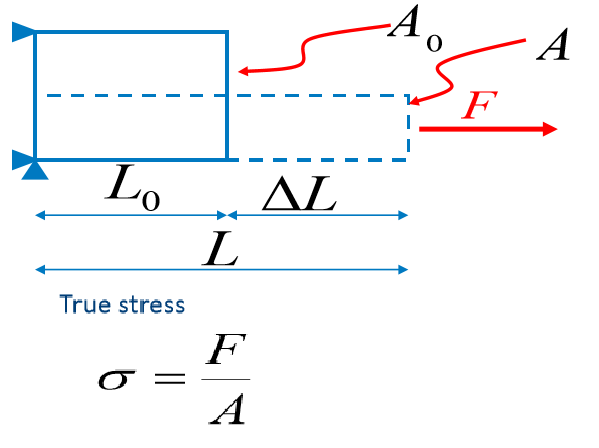 A₀ A
F
L₀ ΔL
L
True stress
σ = F/A